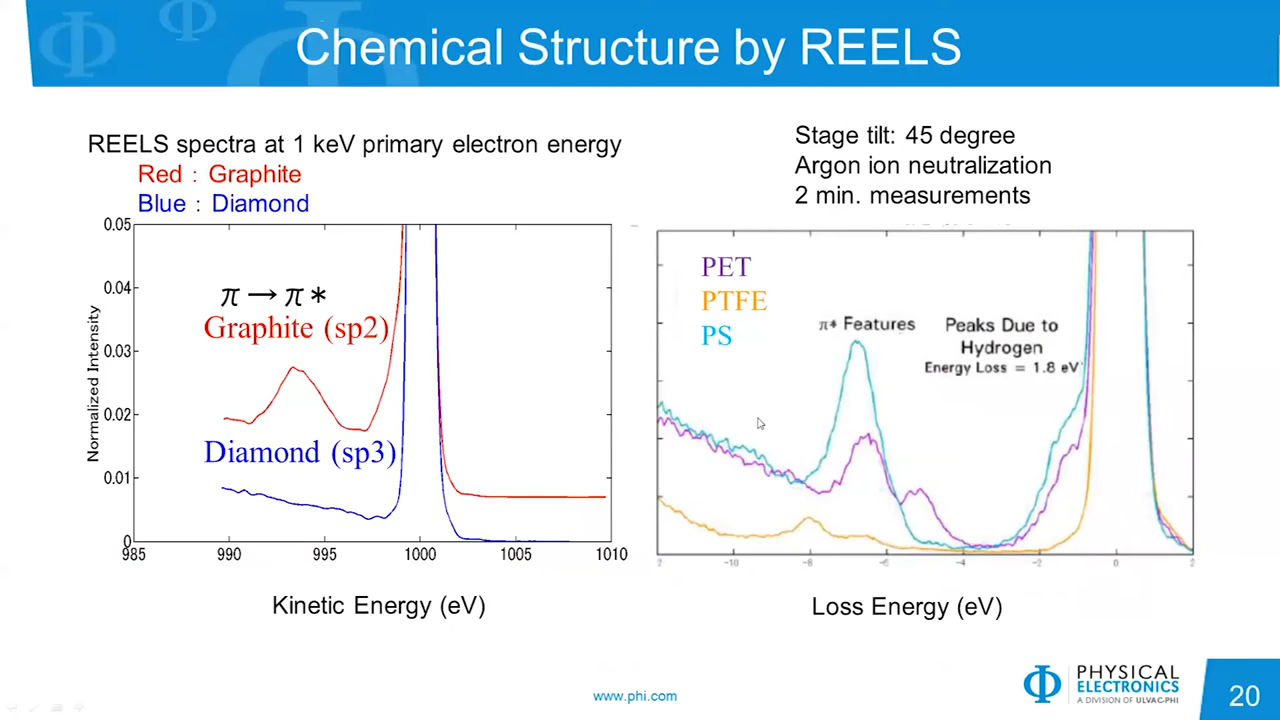 Chemical Structure by REELS
REELS spectra at 1 keV primary electron energy
Red : Graphite
Blue : Diamond
Stage tilt: 45 degree
Argon ion neutralization
2 min. measurements
0.05
0.04
0.03
0.02
0.01
0
Normalized Intensity
π → π *
Graphite (sp2)
Diamond (sp3)
985
990
995
1000
1005
1010
Kinetic Energy (eV)
PET
PTFE
PS
π* Features
Peaks Due to
Hydrogen
Energy Loss = 1.8 eV
2
-10
-8
-6
-4
-2
0
2
Loss Energy (eV)
www.phi.com
PHYSICAL
ELECTRONICS
A DIVISION OF ULVAC-PHI
20